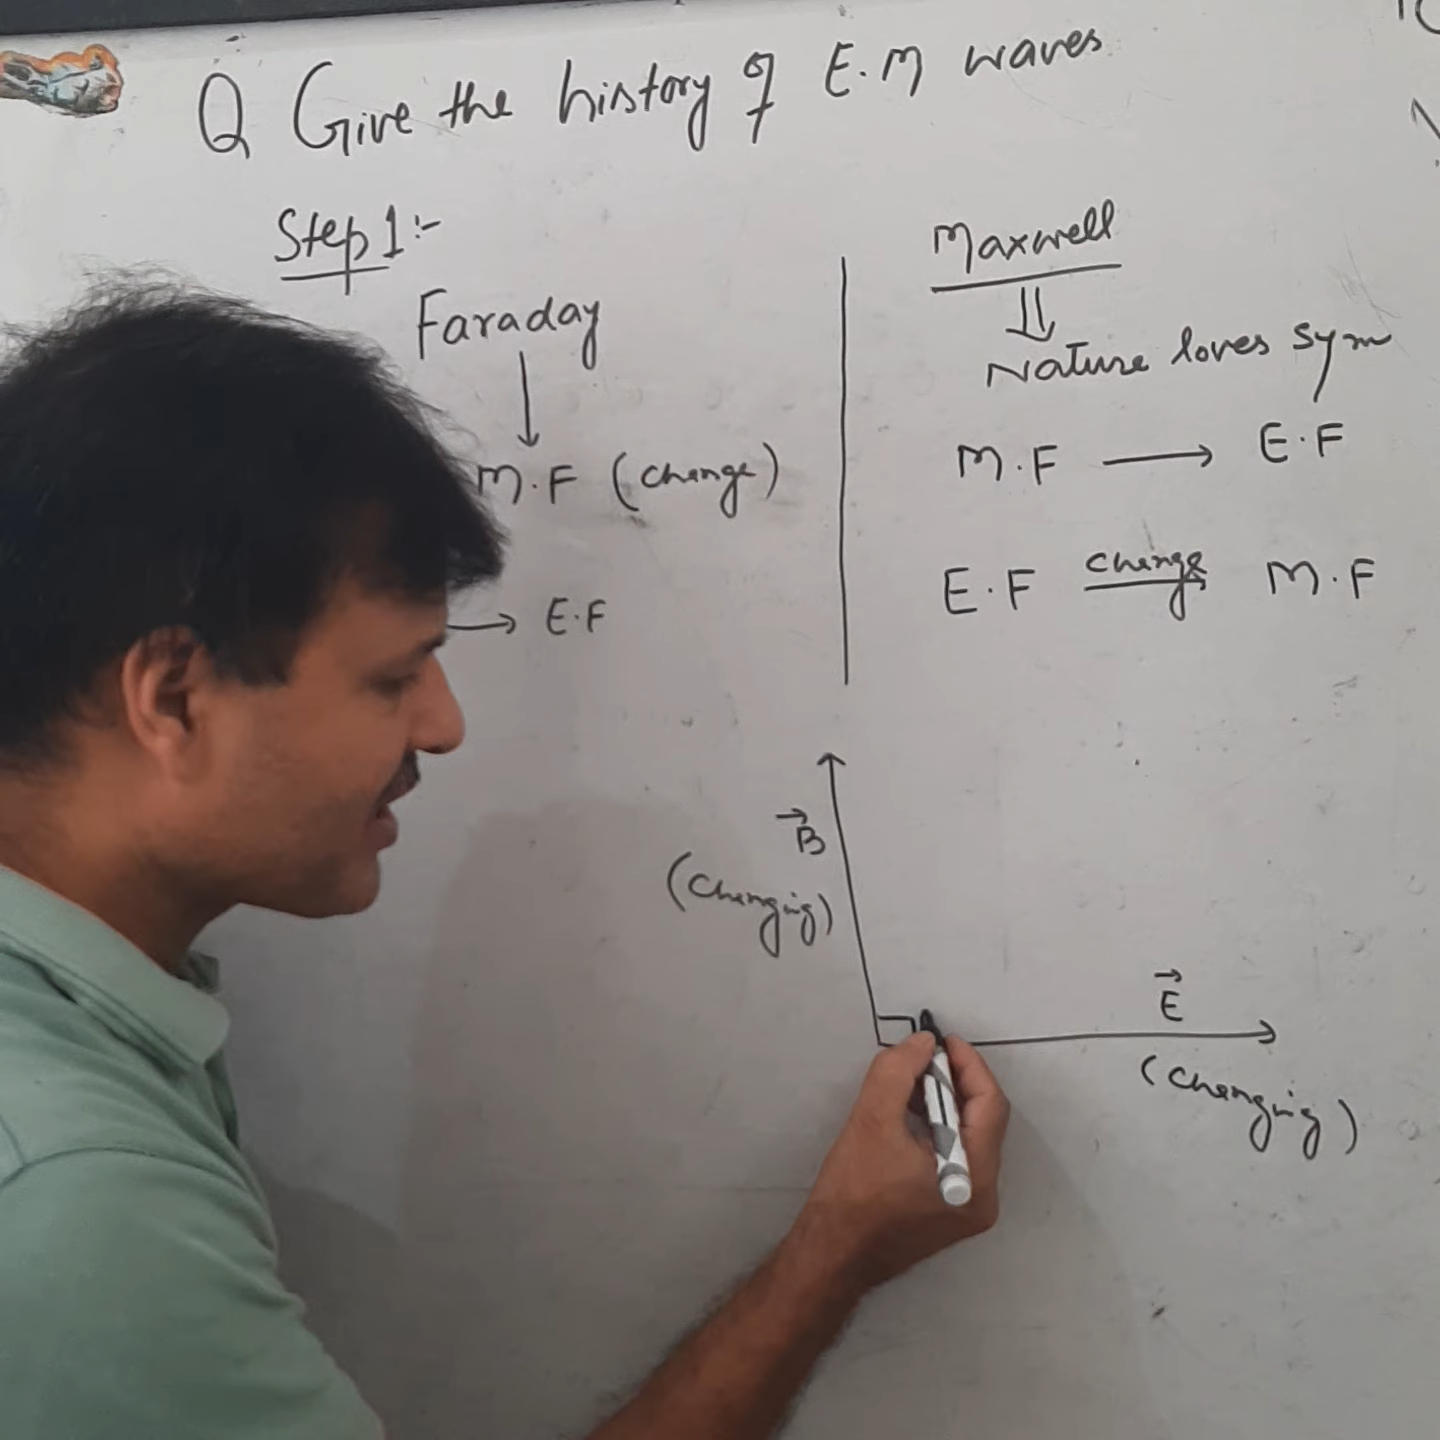 Q Give the history of E.M waves
Step 1:-
Faraday
↓
M.F (change)
→ E.F
Maxwell
⇓
Nature loves sym
M.F → E.F
E.F change→ M.F
B⃗
(changing)
E⃗
(changing)